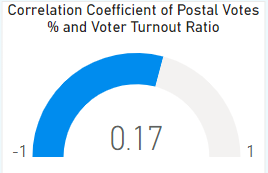 Correlation Coefficient of Postal Votes
% and Voter Turnout Ratio
0.17
-1
1